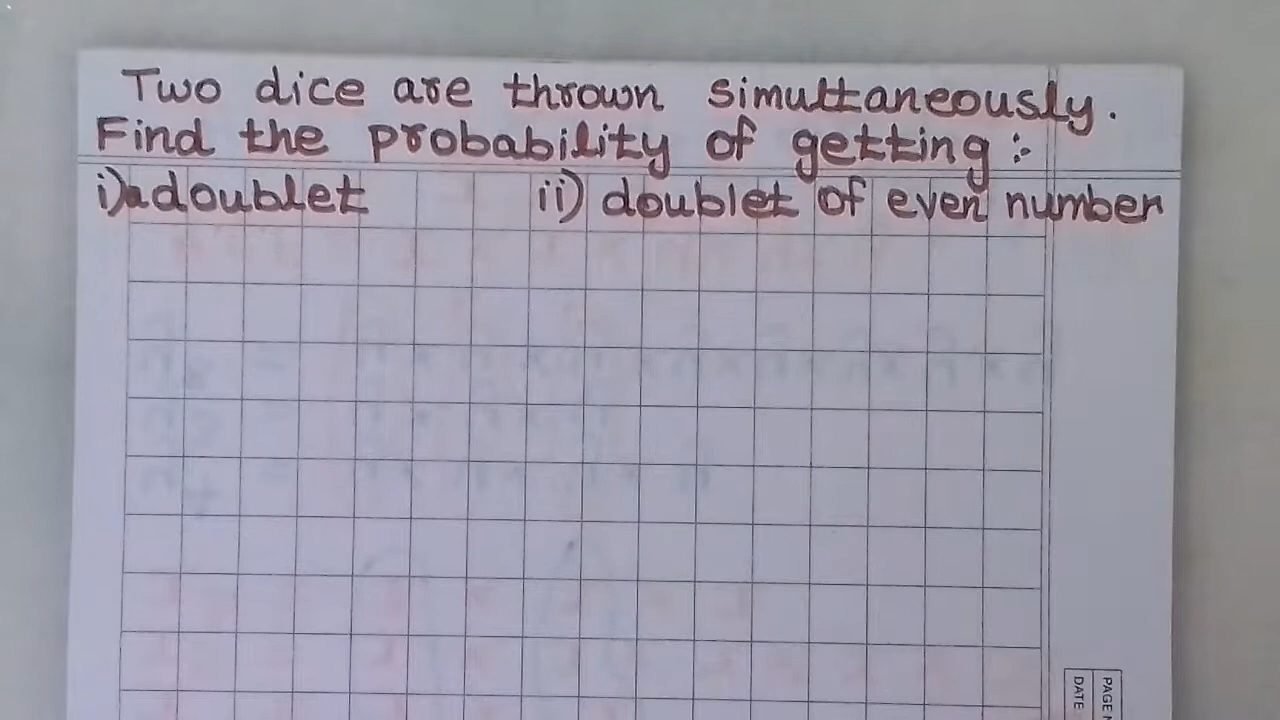 Two dice are thrown simultaneously.
Find the probability of getting :-
i) a doublet ii) doublet of even number
PAGE N
DATE